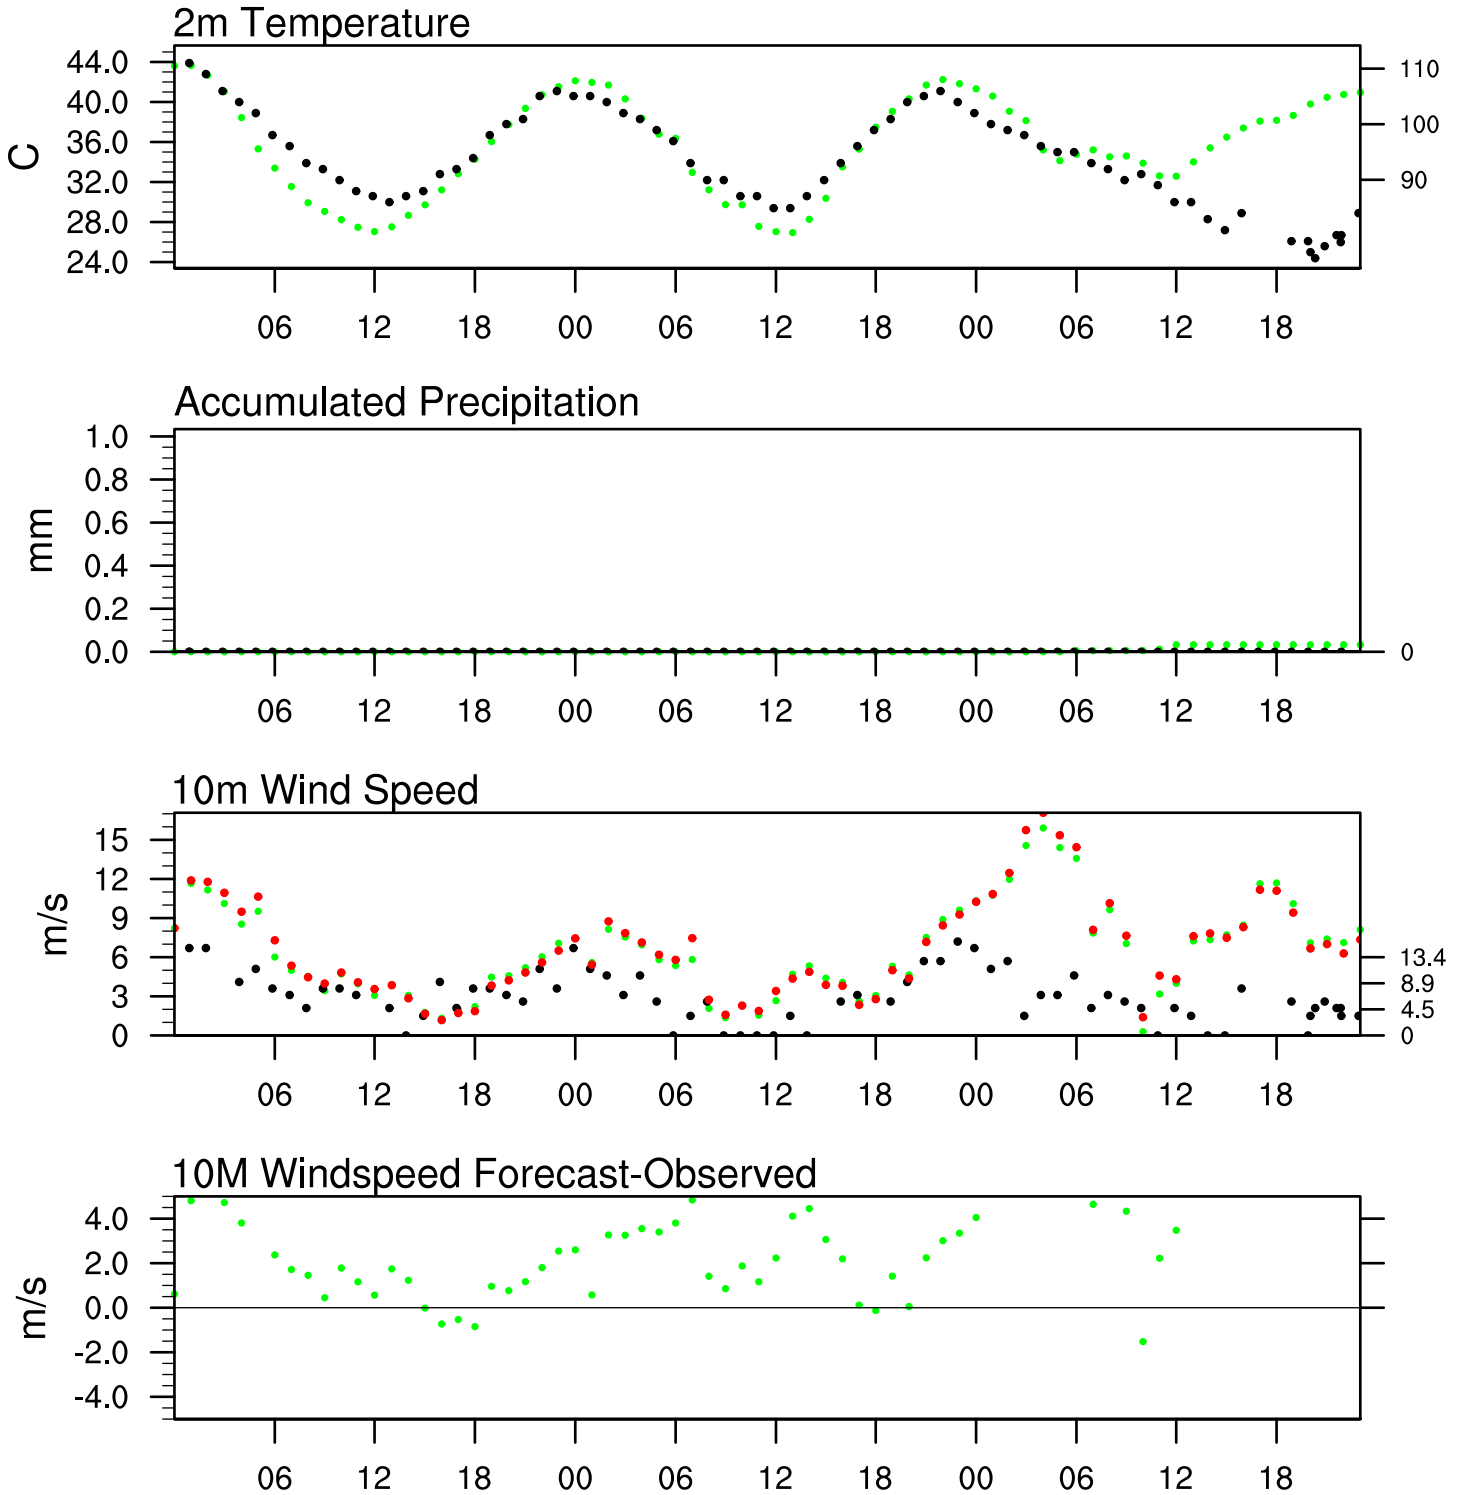 2m Temperature
44.0
40.0
36.0
32.0
28.0
24.0
C
110
100
90
06 12 18 00 06 12 18 00 06 12 18
Accumulated Precipitation
1.0
0.8
0.6
0.4
0.2
0.0
mm
0
06 12 18 00 06 12 18 00 06 12 18
10m Wind Speed
15
12
9
6
3
0
m/s
13.4
8.9
4.5
0
06 12 18 00 06 12 18 00 06 12 18
10M Windspeed Forecast-Observed
4.0
2.0
0.0
-2.0
-4.0
m/s
06 12 18 00 06 12 18 00 06 12 18